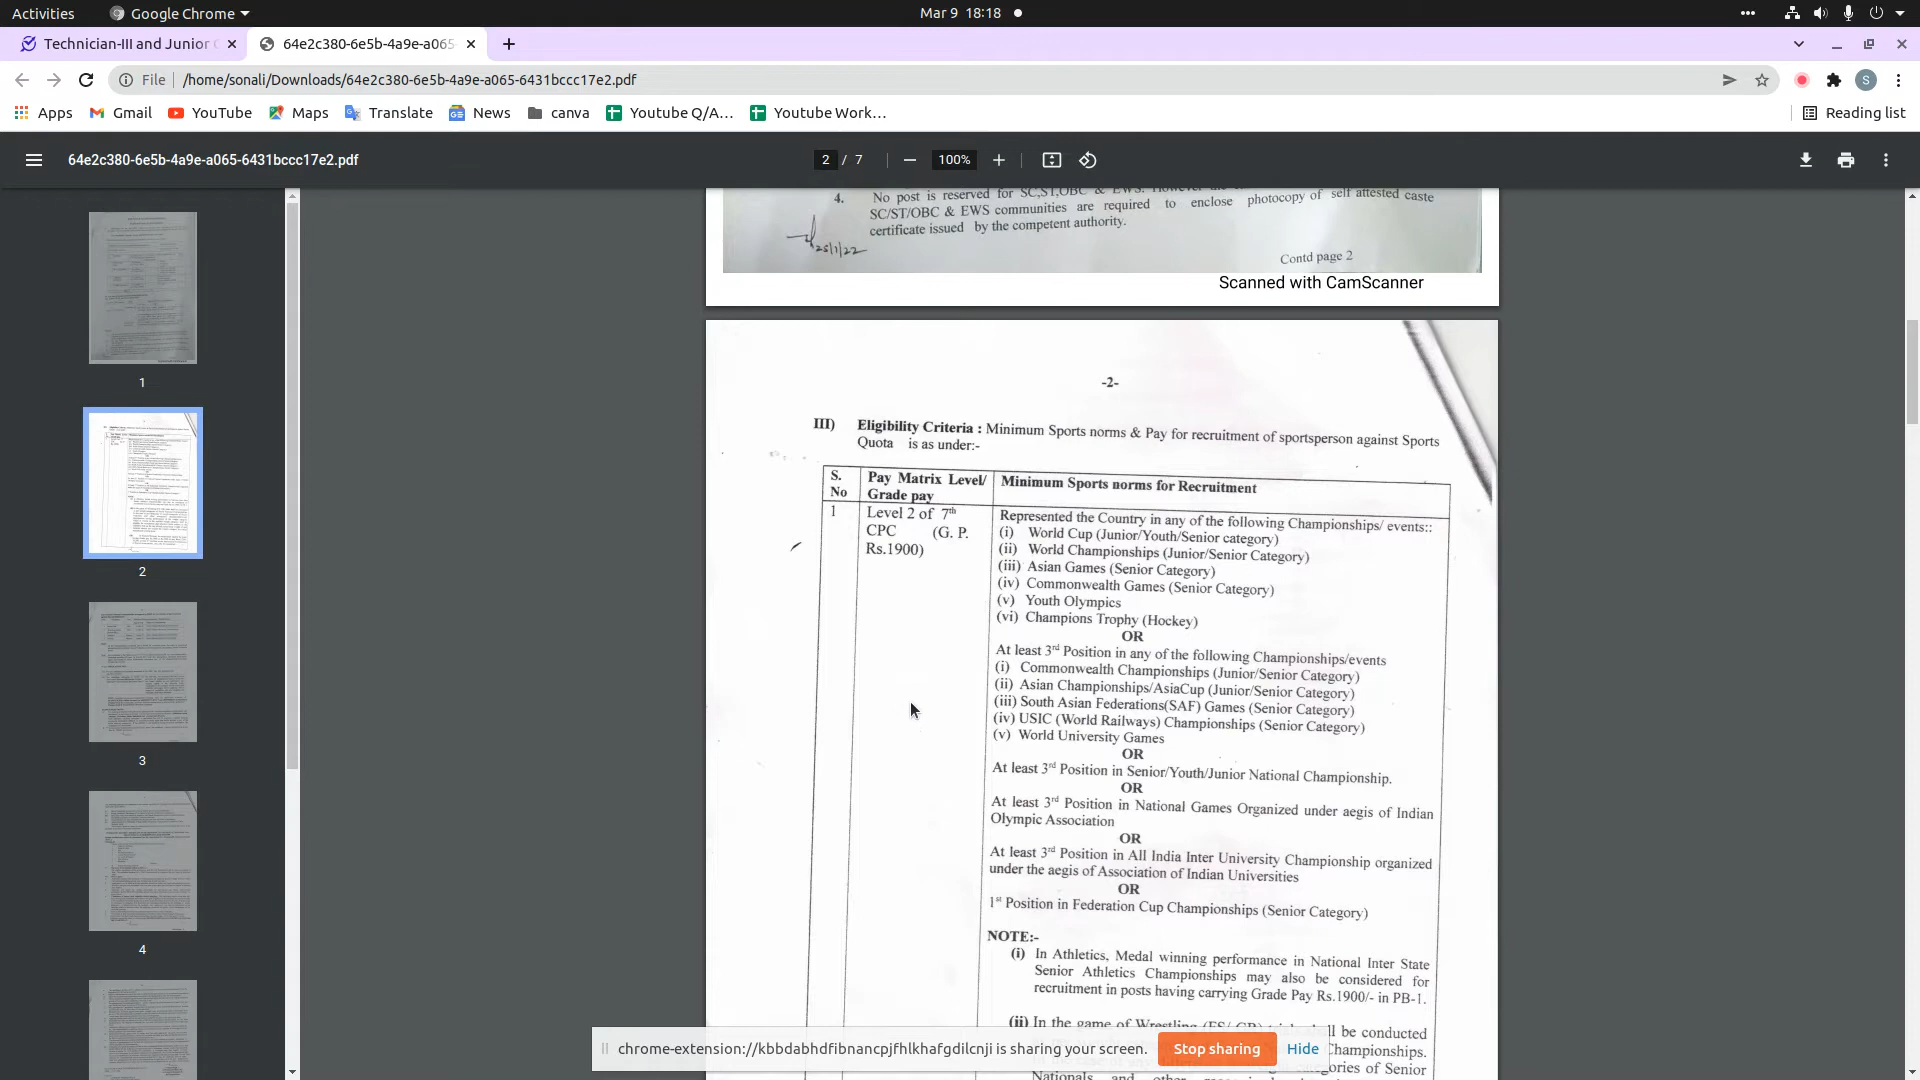 Activities
Google Chrome
Mar 9 18:18
Technician-III and Junior
64e2c380-6e5b-4a9e-a065-
File
/home/sonali/Downloads/64e2c380-6e5b-4a9e-a065-6431bccc17e2.pdf
S
Apps
Gmail
YouTube
Maps
Translate
News
canva
Youtube Q/A...
Youtube Work...
Reading list
64e2c380-6e5b-4a9e-a065-6431bccc17e2.pdf
2 / 7
100%
1
2
3
4
4. No post is reserved for SC,ST,OBC & EWS. However the
SC/ST/OBC & EWS communities are required to enclose photocopy of self attested caste
certificate issued by the competent authority.
25/1/22
Contd page 2
Scanned with CamScanner
-2-
III) Eligibility Criteria : Minimum Sports norms & Pay for recruitment of sportsperson against Sports
Quota is as under:-
S. No
Pay Matrix Level/ Grade pay
Minimum Sports norms for Recruitment
1
Level 2 of 7th
CPC (G. P.
Rs.1900)
Represented the Country in any of the following Championships/ events::
(i) World Cup (Junior/Youth/Senior category)
(ii) World Championships (Junior/Senior Category)
(iii) Asian Games (Senior Category)
(iv) Commonwealth Games (Senior Category)
(v) Youth Olympics
(vi) Champions Trophy (Hockey)
OR
At least 3rd Position in any of the following Championships/events
(i) Commonwealth Championships (Junior/Senior Category)
(ii) Asian Championships/AsiaCup (Junior/Senior Category)
(iii) South Asian Federations(SAF) Games (Senior Category)
(iv) USIC (World Railways) Championships (Senior Category)
(v) World University Games
OR
At least 3rd Position in Senior/Youth/Junior National Championship.
OR
At least 3rd Position in National Games Organized under aegis of Indian
Olympic Association
OR
At least 3rd Position in All India Inter University Championship organized
under the aegis of Association of Indian Universities
OR
1st Position in Federation Cup Championships (Senior Category)
NOTE:-
(i) In Athletics, Medal winning performance in National Inter State
Senior Athletics Championships may also be considered for
recruitment in posts having carrying Grade Pay Rs.1900/- in PB-1.
(ii) In the game of Wrestling (FS/ GR) be conducted
Championships.
of Senior
Nationals and other
chrome-extension://kbbdabhdfibnancpjfhlkhafgdilcnji is sharing your screen.
Stop sharing
Hide